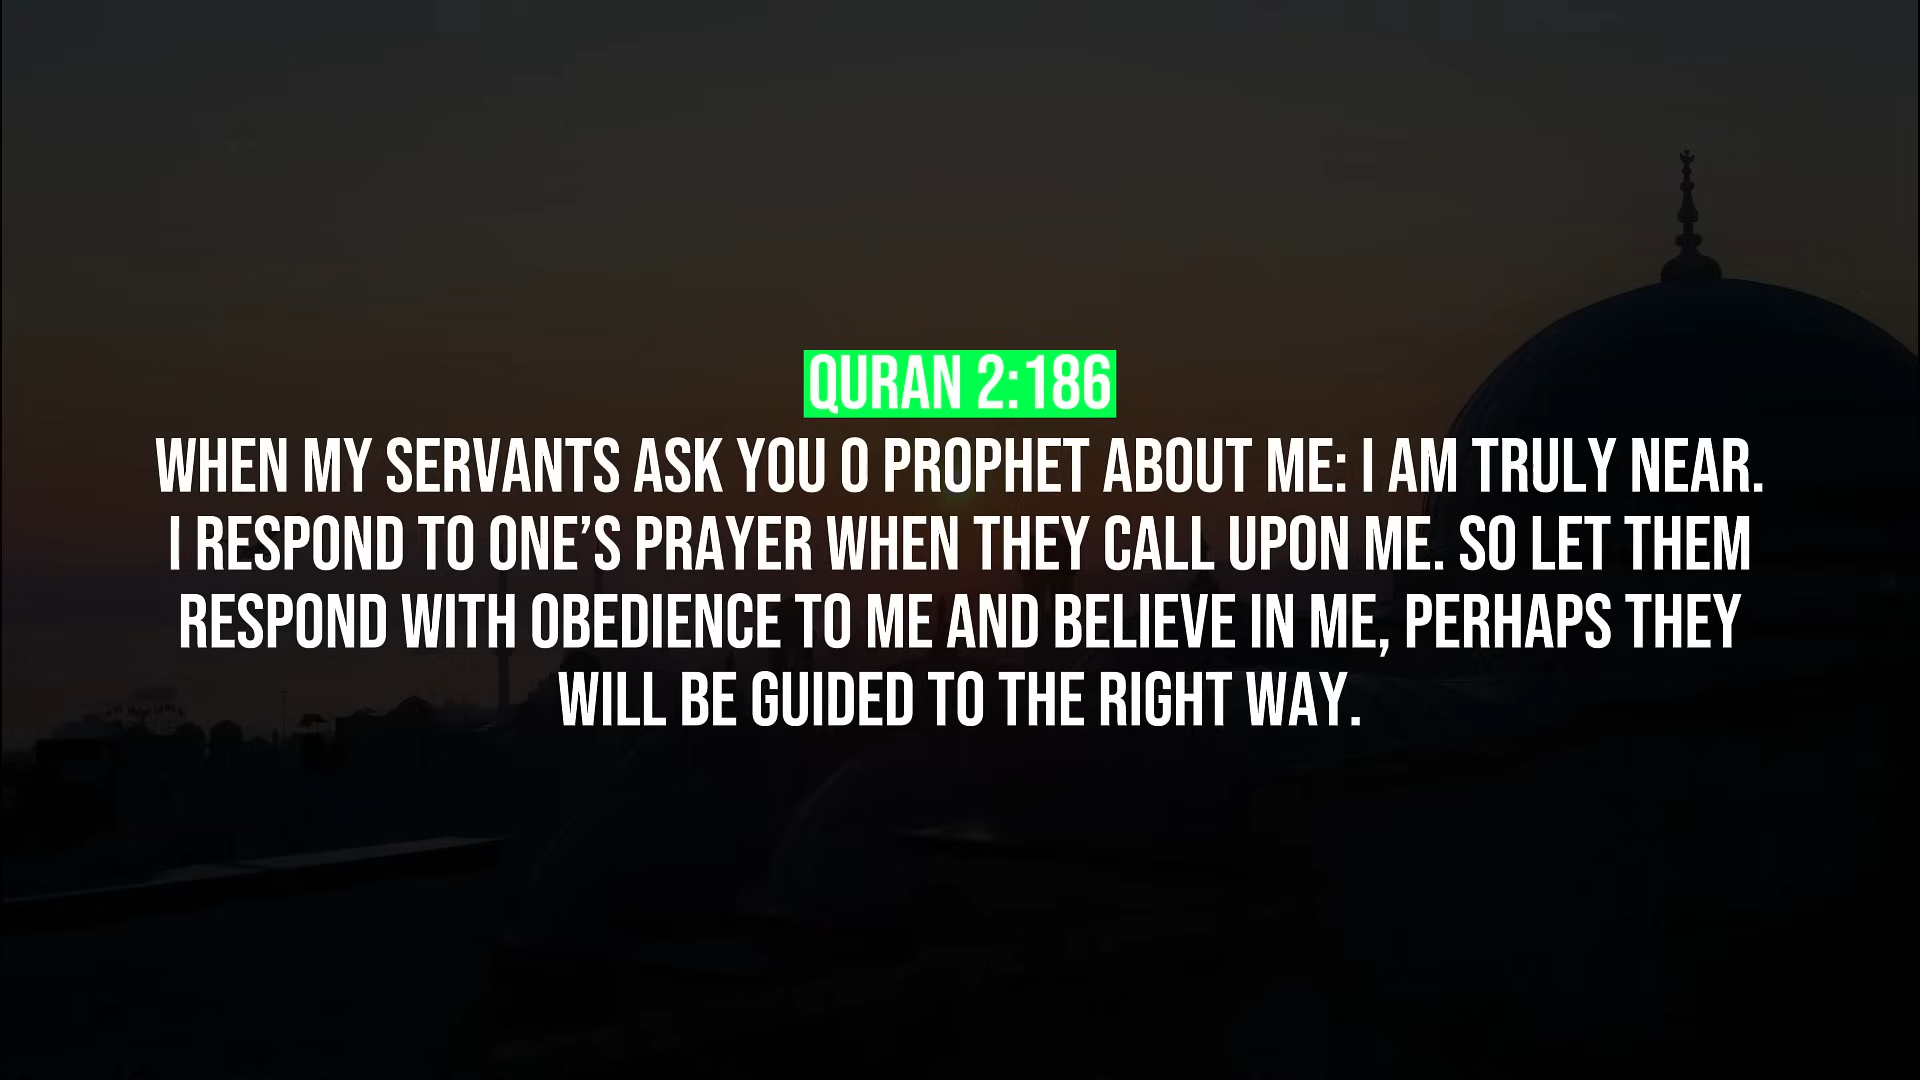 QURAN 2:186
WHEN MY SERVANTS ASK YOU O PROPHET ABOUT ME: I AM TRULY NEAR.
I RESPOND TO ONE’S PRAYER WHEN THEY CALL UPON ME. SO LET THEM
RESPOND WITH OBEDIENCE TO ME AND BELIEVE IN ME, PERHAPS THEY
WILL BE GUIDED TO THE RIGHT WAY.